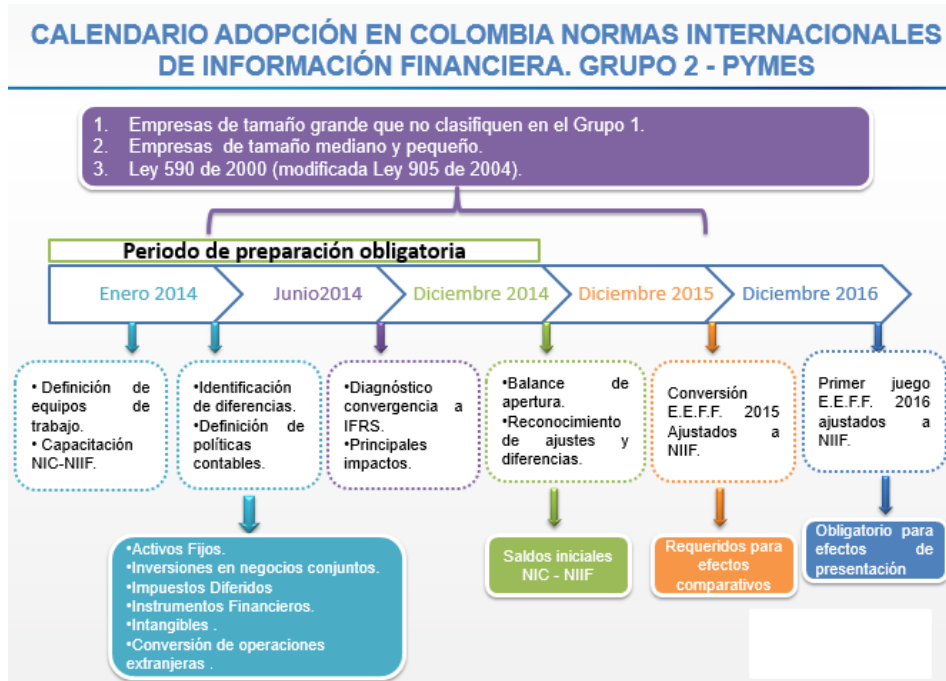 CALENDARIO ADOPCIÓN EN COLOMBIA NORMAS INTERNACIONALES
DE INFORMACIÓN FINANCIERA. GRUPO 2 - PYMES
1. Empresas de tamaño grande que no clasifiquen en el Grupo 1.
2. Empresas de tamaño mediano y pequeño.
3. Ley 590 de 2000 (modificada Ley 905 de 2004).
Periodo de preparación obligatoria
Enero 2014
Junio2014
Diciembre 2014
Diciembre 2015
Diciembre 2016
• Definición de
equipos de
trabajo.
• Capacitación
NIC-NIIF.
•Identificación
de diferencias.
•Definición de
políticas
contables.
•Diagnóstico
convergencia a
IFRS.
•Principales
impactos.
•Balance de
apertura.
•Reconocimiento
de ajustes y
diferencias.
Conversión
E.E.F.F. 2015
Ajustados a
NIIF.
Primer juego
E.E.F.F. 2016
ajustados a
NIIF.
•Activos Fijos.
•Inversiones en negocios conjuntos.
•Impuestos Diferidos
•Instrumentos Financieros.
•Intangibles .
•Conversión de operaciones
extranjeras .
Saldos iniciales
NIC - NIIF
Requeridos para
efectos
comparativos
Obligatorio para
efectos de
presentación